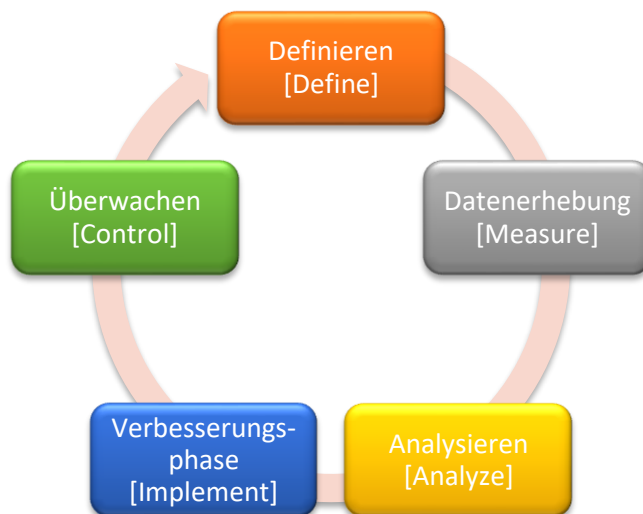 Definieren
[Define]
Datenerhebung
[Measure]
Analysieren
[Analyze]
Verbesserungs-
phase
[Implement]
Überwachen
[Control]